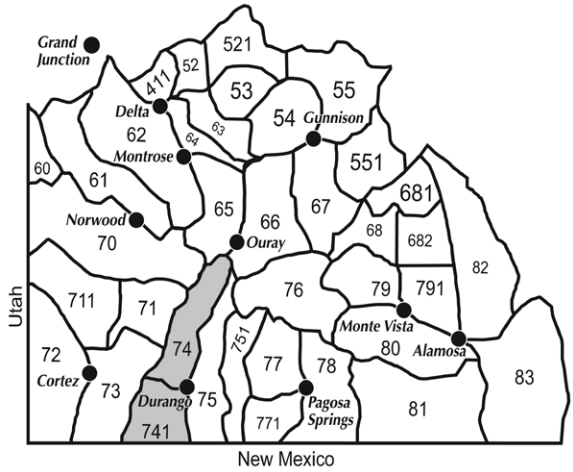 521
Grand
Junction
52
411
53
55
Delta
54
Gunnison
62
63
64
Montrose
551
60
61
681
65
66
67
Norwood
68
682
70
Ouray
82
76
79
791
711
71
Monte Vista
Utah
74
751
80
Alamosa
72
77
78
83
Cortez
73
Durango
75
Pagosa
Springs
81
741
771
New Mexico